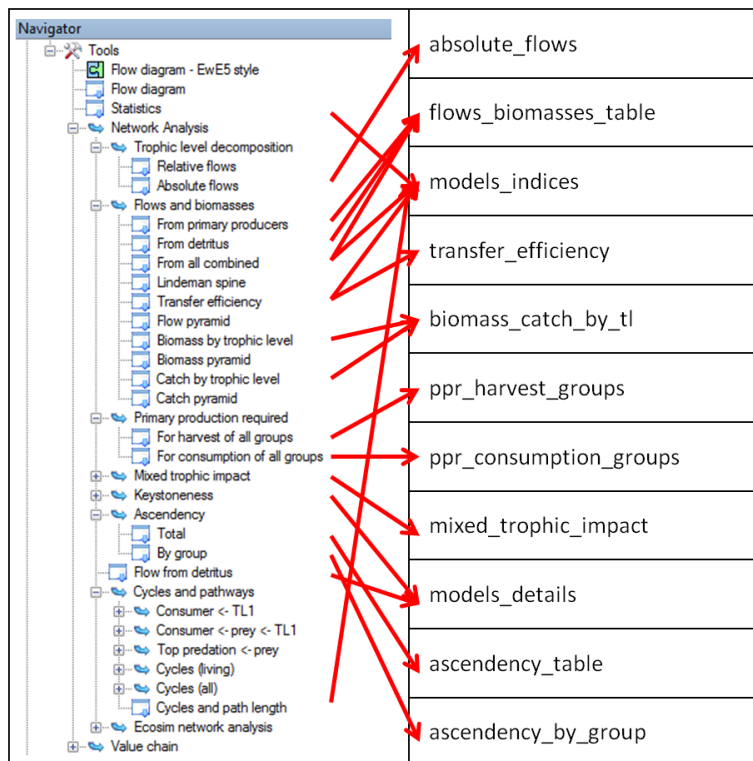 Navigator
Tools
Flow diagram - EwE5 style
Flow diagram
Statistics
Network Analysis
Trophic level decomposition
Relative flows
Absolute flows
Flows and biomasses
From primary producers
From detritus
From all combined
Lindeman spine
Transfer efficiency
Flow pyramid
Biomass by trophic level
Biomass pyramid
Catch by trophic level
Catch pyramid
Primary production required
For harvest of all groups
For consumption of all groups
Mixed trophic impact
Keystoneness
Ascendency
Total
By group
Flow from detritus
Cycles and pathways
Consumer <- TL1
Consumer <- prey <- TL1
Top predation <- prey
Cycles (living)
Cycles (all)
Cycles and path length
Ecosim network analysis
Value chain
absolute_flows
flows_biomasses_table
models_indices
transfer_efficiency
biomass_catch_by_tl
ppr_harvest_groups
ppr_consumption_groups
mixed_trophic_impact
models_details
ascendency_table
ascendency_by_group